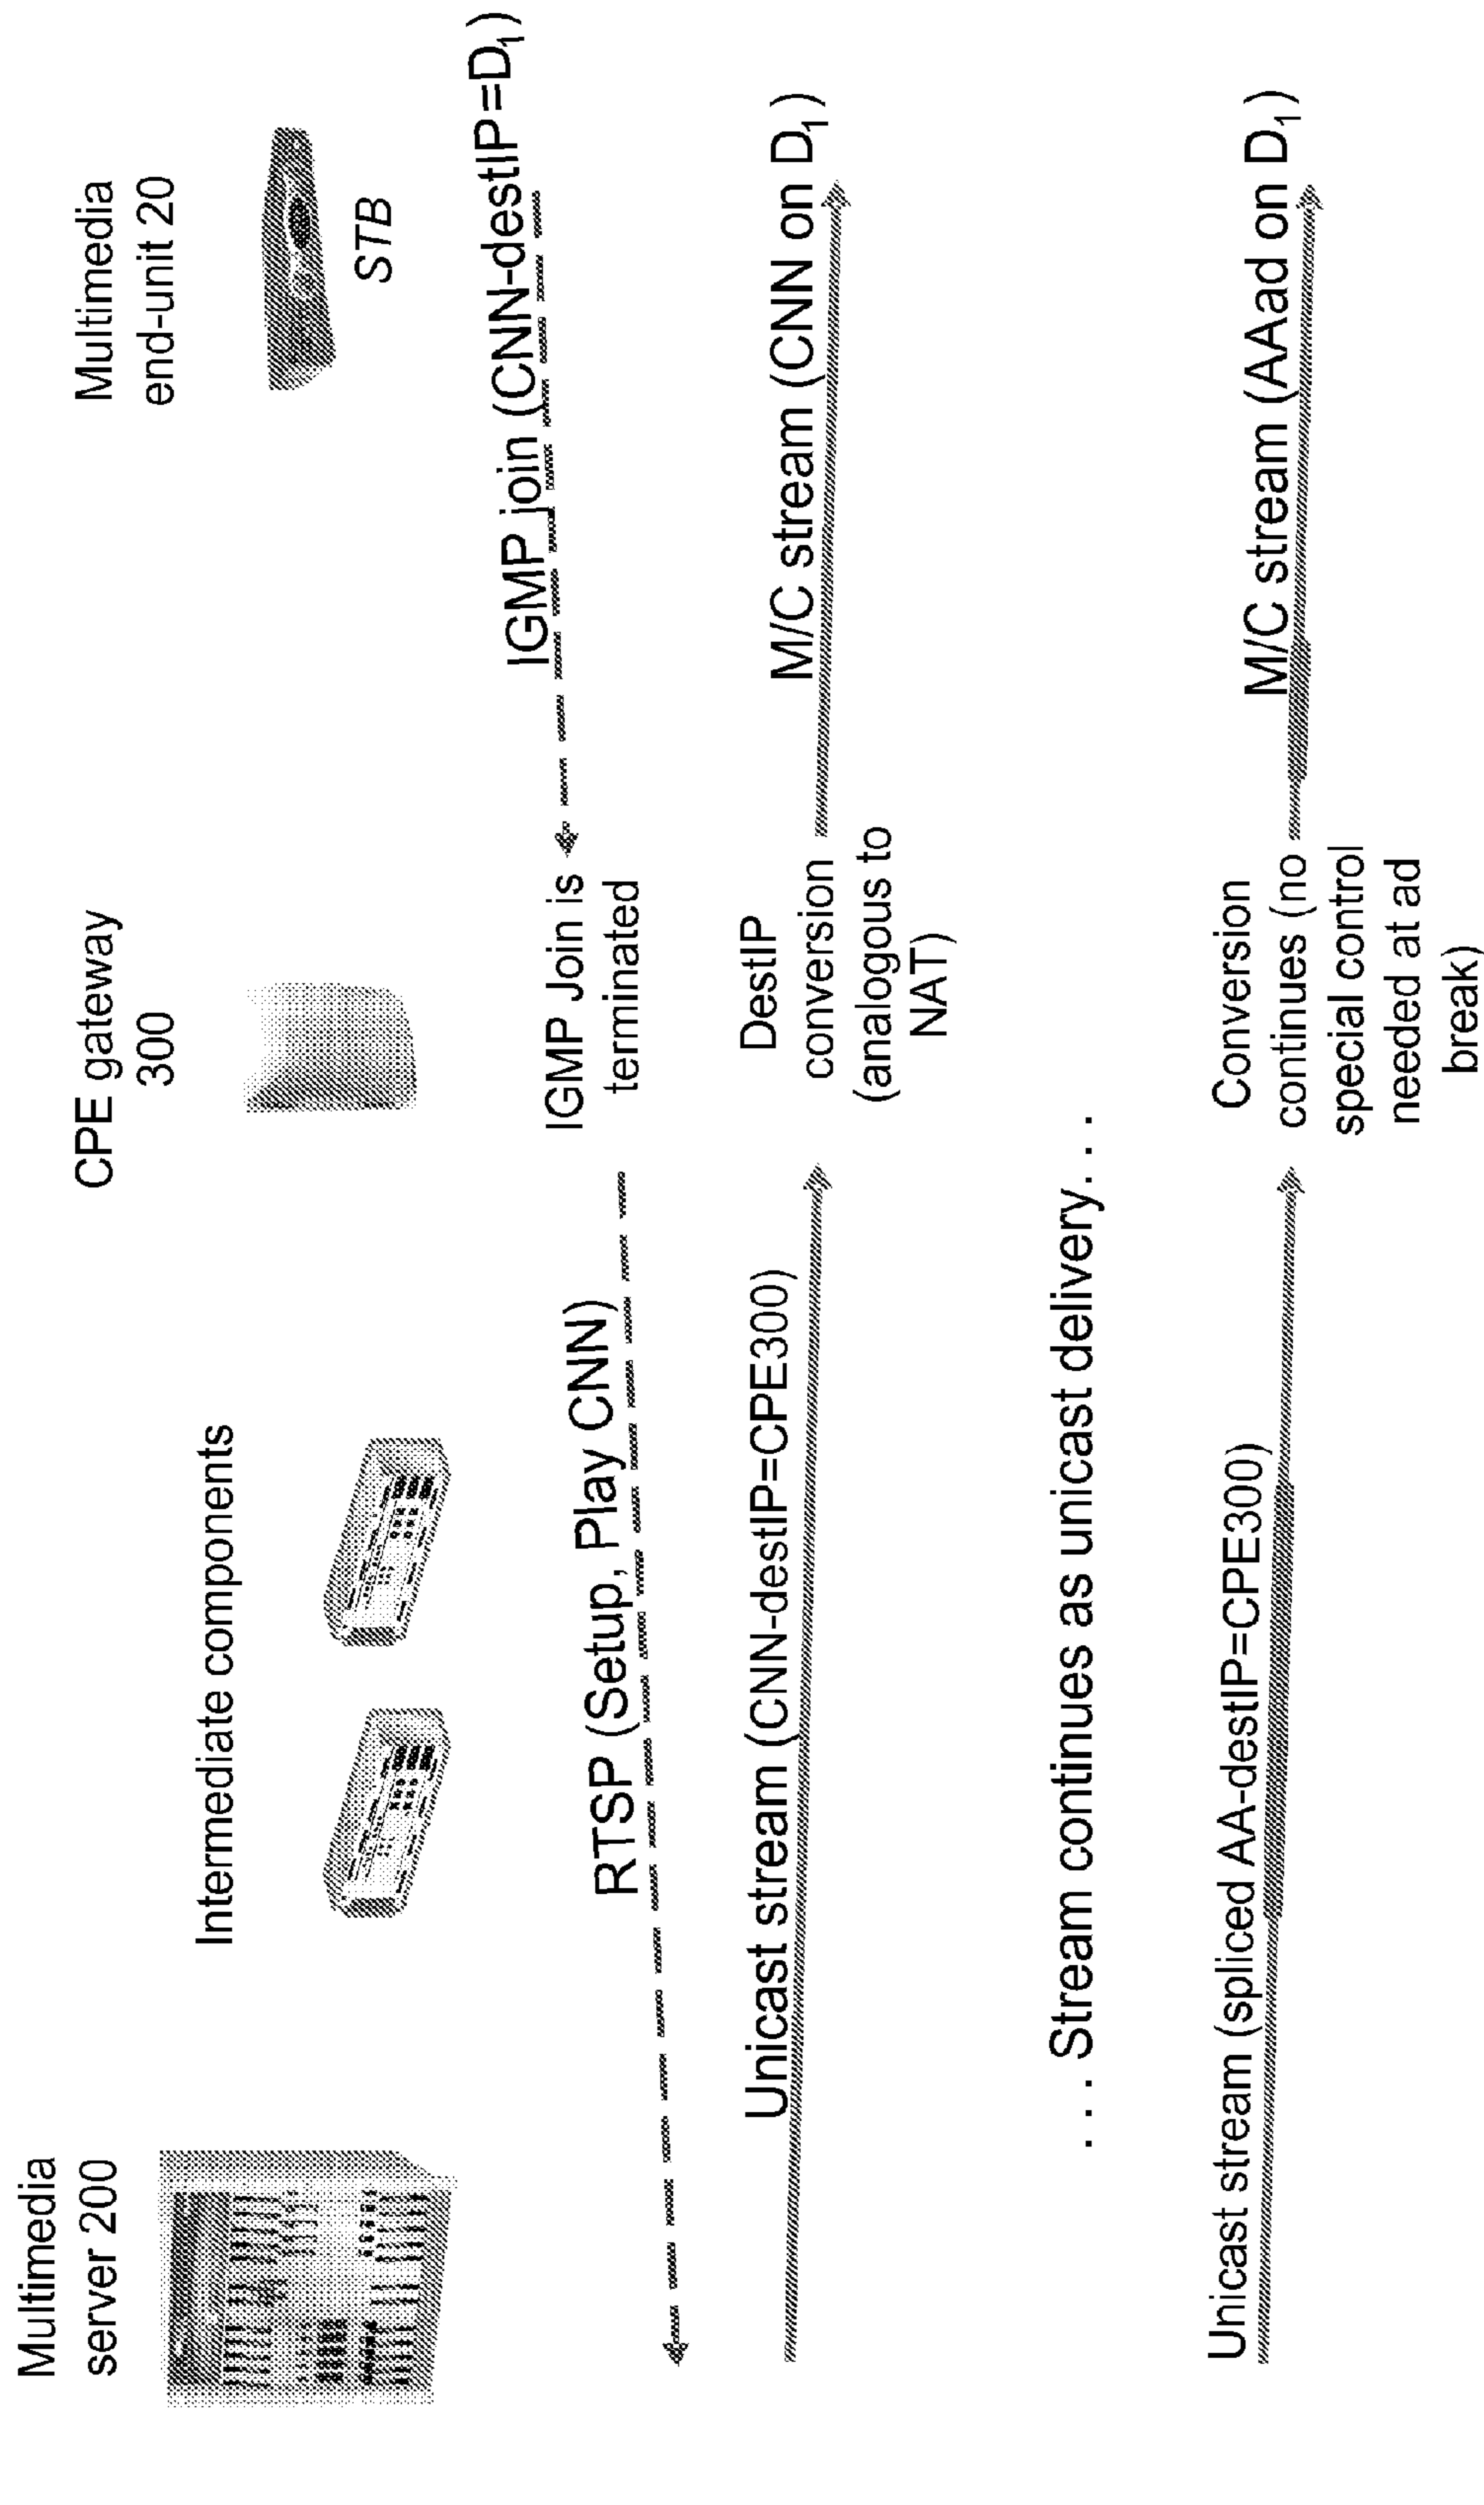 Multimedia
server 200
Intermediate components
CPE gateway
300
Multimedia
end-unit 20
STB
IGMP join (CNN-destIP=D₁)
IGMP Join is
terminated
RTSP (Setup, Play CNN)
Unicast stream (CNN-destIP=CPE300)
DestIP
conversion
(analogous to
NAT)
M/C stream (CNN on D₁)
. . . Stream continues as unicast delivery. . .
Unicast stream (spliced AA-destIP=CPE300)
Conversion
continues (no
special control
needed at ad
break)
M/C stream (AAad on D₁)